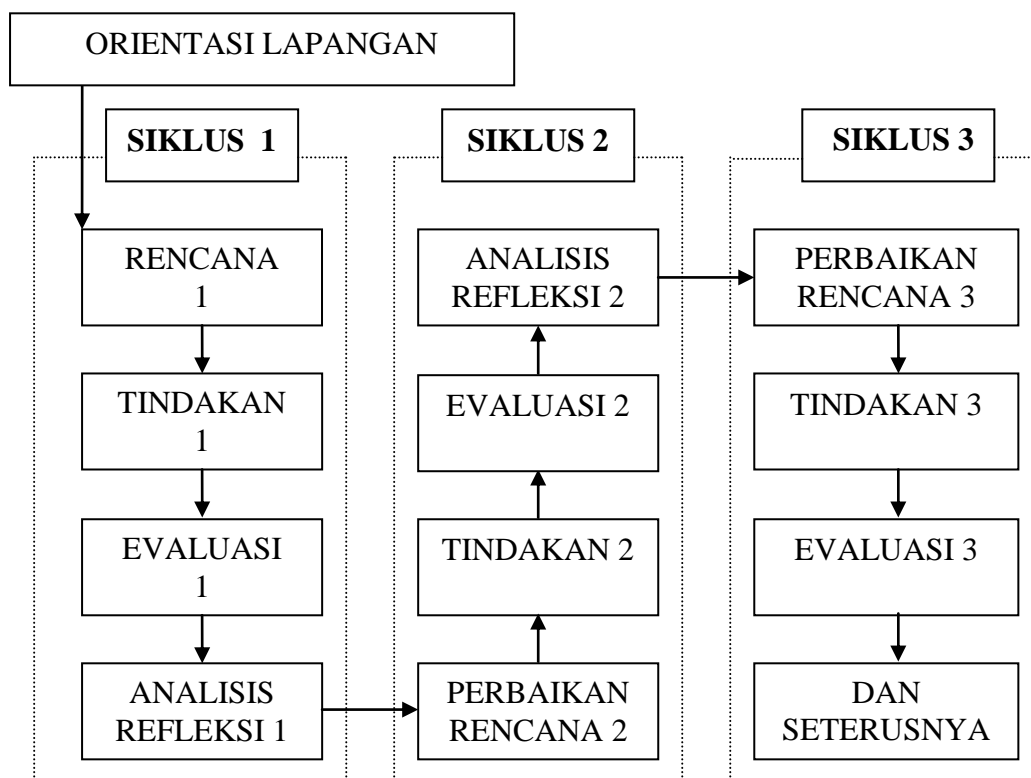 ORIENTASI LAPANGAN
SIKLUS 1
RENCANA
1
TINDAKAN
1
EVALUASI
1
ANALISIS
REFLEKSI 1
SIKLUS 2
ANALISIS
REFLEKSI 2
EVALUASI 2
TINDAKAN 2
PERBAIKAN
RENCANA 2
SIKLUS 3
PERBAIKAN
RENCANA 3
TINDAKAN 3
EVALUASI 3
DAN
SETERUSNYA